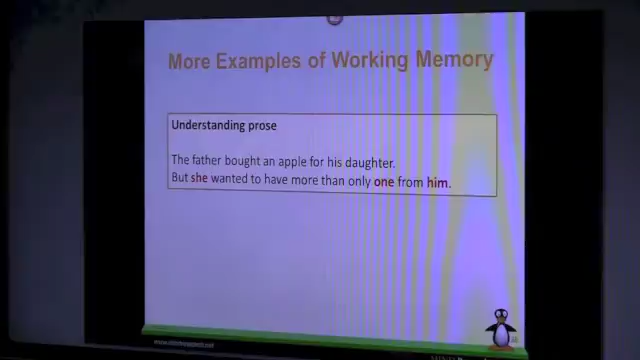 More Examples of Working Memory
Understanding prose
The father bought an apple for his daughter.
But she wanted to have more than only one from him.